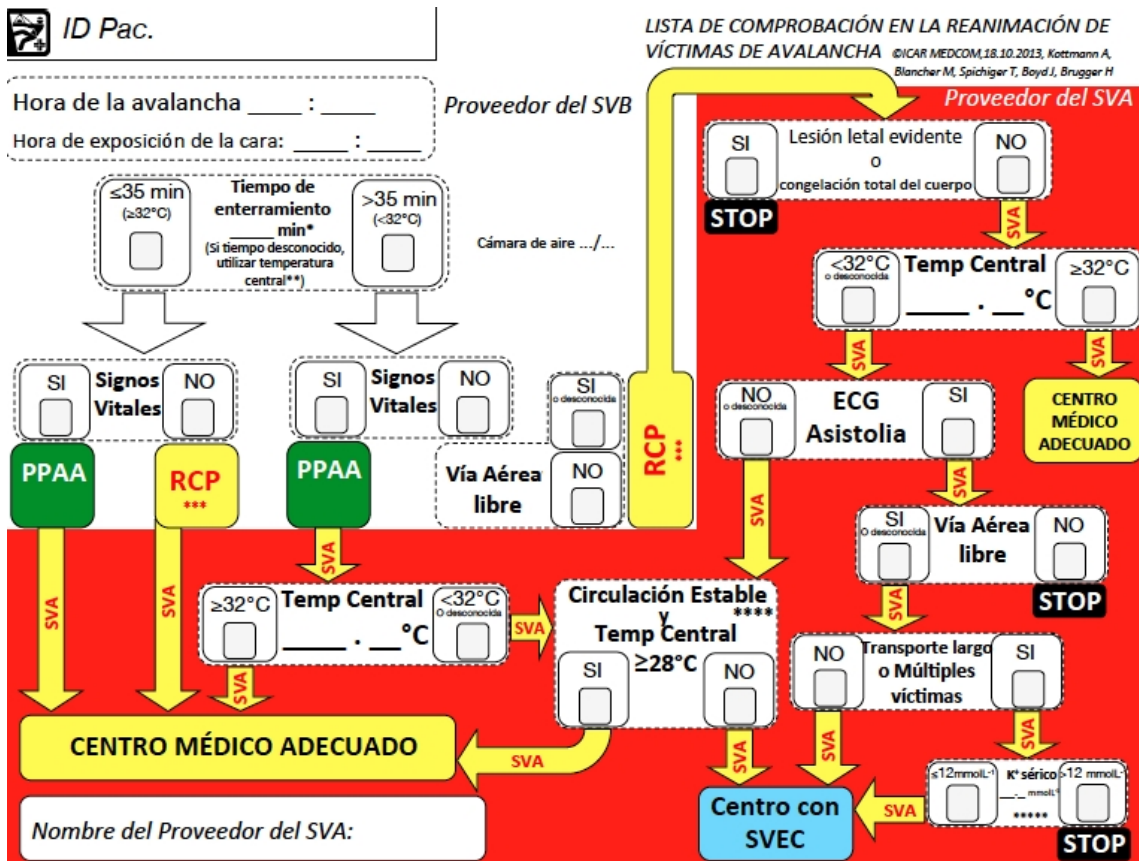 ID Pac.
LISTA DE COMPROBACIÓN EN LA REANIMACIÓN DE
VÍCTIMAS DE AVALANCHA ©ICAR MEDCOM,18.10.2013, Kottmann A,
Blancher M, Spichiger T, Boyd J, Brugger H
Hora de la avalancha ____ : ____
Hora de exposición de la cara: ____ : ____
Proveedor del SVB
Proveedor del SVA
≤35 min
(≥32°C)
Tiempo de
enterramiento
____ min*
(Si tiempo desconocido,
utilizar temperatura
central**)
>35 min
(<32°C)
Cámara de aire .../...
SI
Signos
Vitales
NO
PPAA
RCP
***
SI
Signos
Vitales
NO
PPAA
SI
o desconocida
Vía Aérea
libre
NO
RCP
***
SI
Lesión letal evidente
o
congelación total del cuerpo
NO
STOP
SVA
<32°C
o desconocida
Temp Central
____ . __°C
≥32°C
SVA
SVA
NO
o desconocida
ECG
Asistolia
SI
CENTRO
MÉDICO
ADECUADO
SVA
SVA
SI
O desconocida
Vía Aérea
libre
NO
STOP
SVA
SVA
SVA
SVA
≥32°C
Temp Central
____ . __°C
<32°C
O desconocida
SVA
Circulación Estable
y ****
Temp Central
≥28°C
SI
NO
NO
Transporte largo
o Múltiples
víctimas
SI
SVA
SVA
SVA
SVA
SVA
CENTRO MÉDICO ADECUADO
SVA
≤12mmolL⁻¹
K⁺ sérico
__._ mmolL⁻¹
*****
>12 mmolL⁻¹
STOP
SVA
Centro con
SVEC
Nombre del Proveedor del SVA: